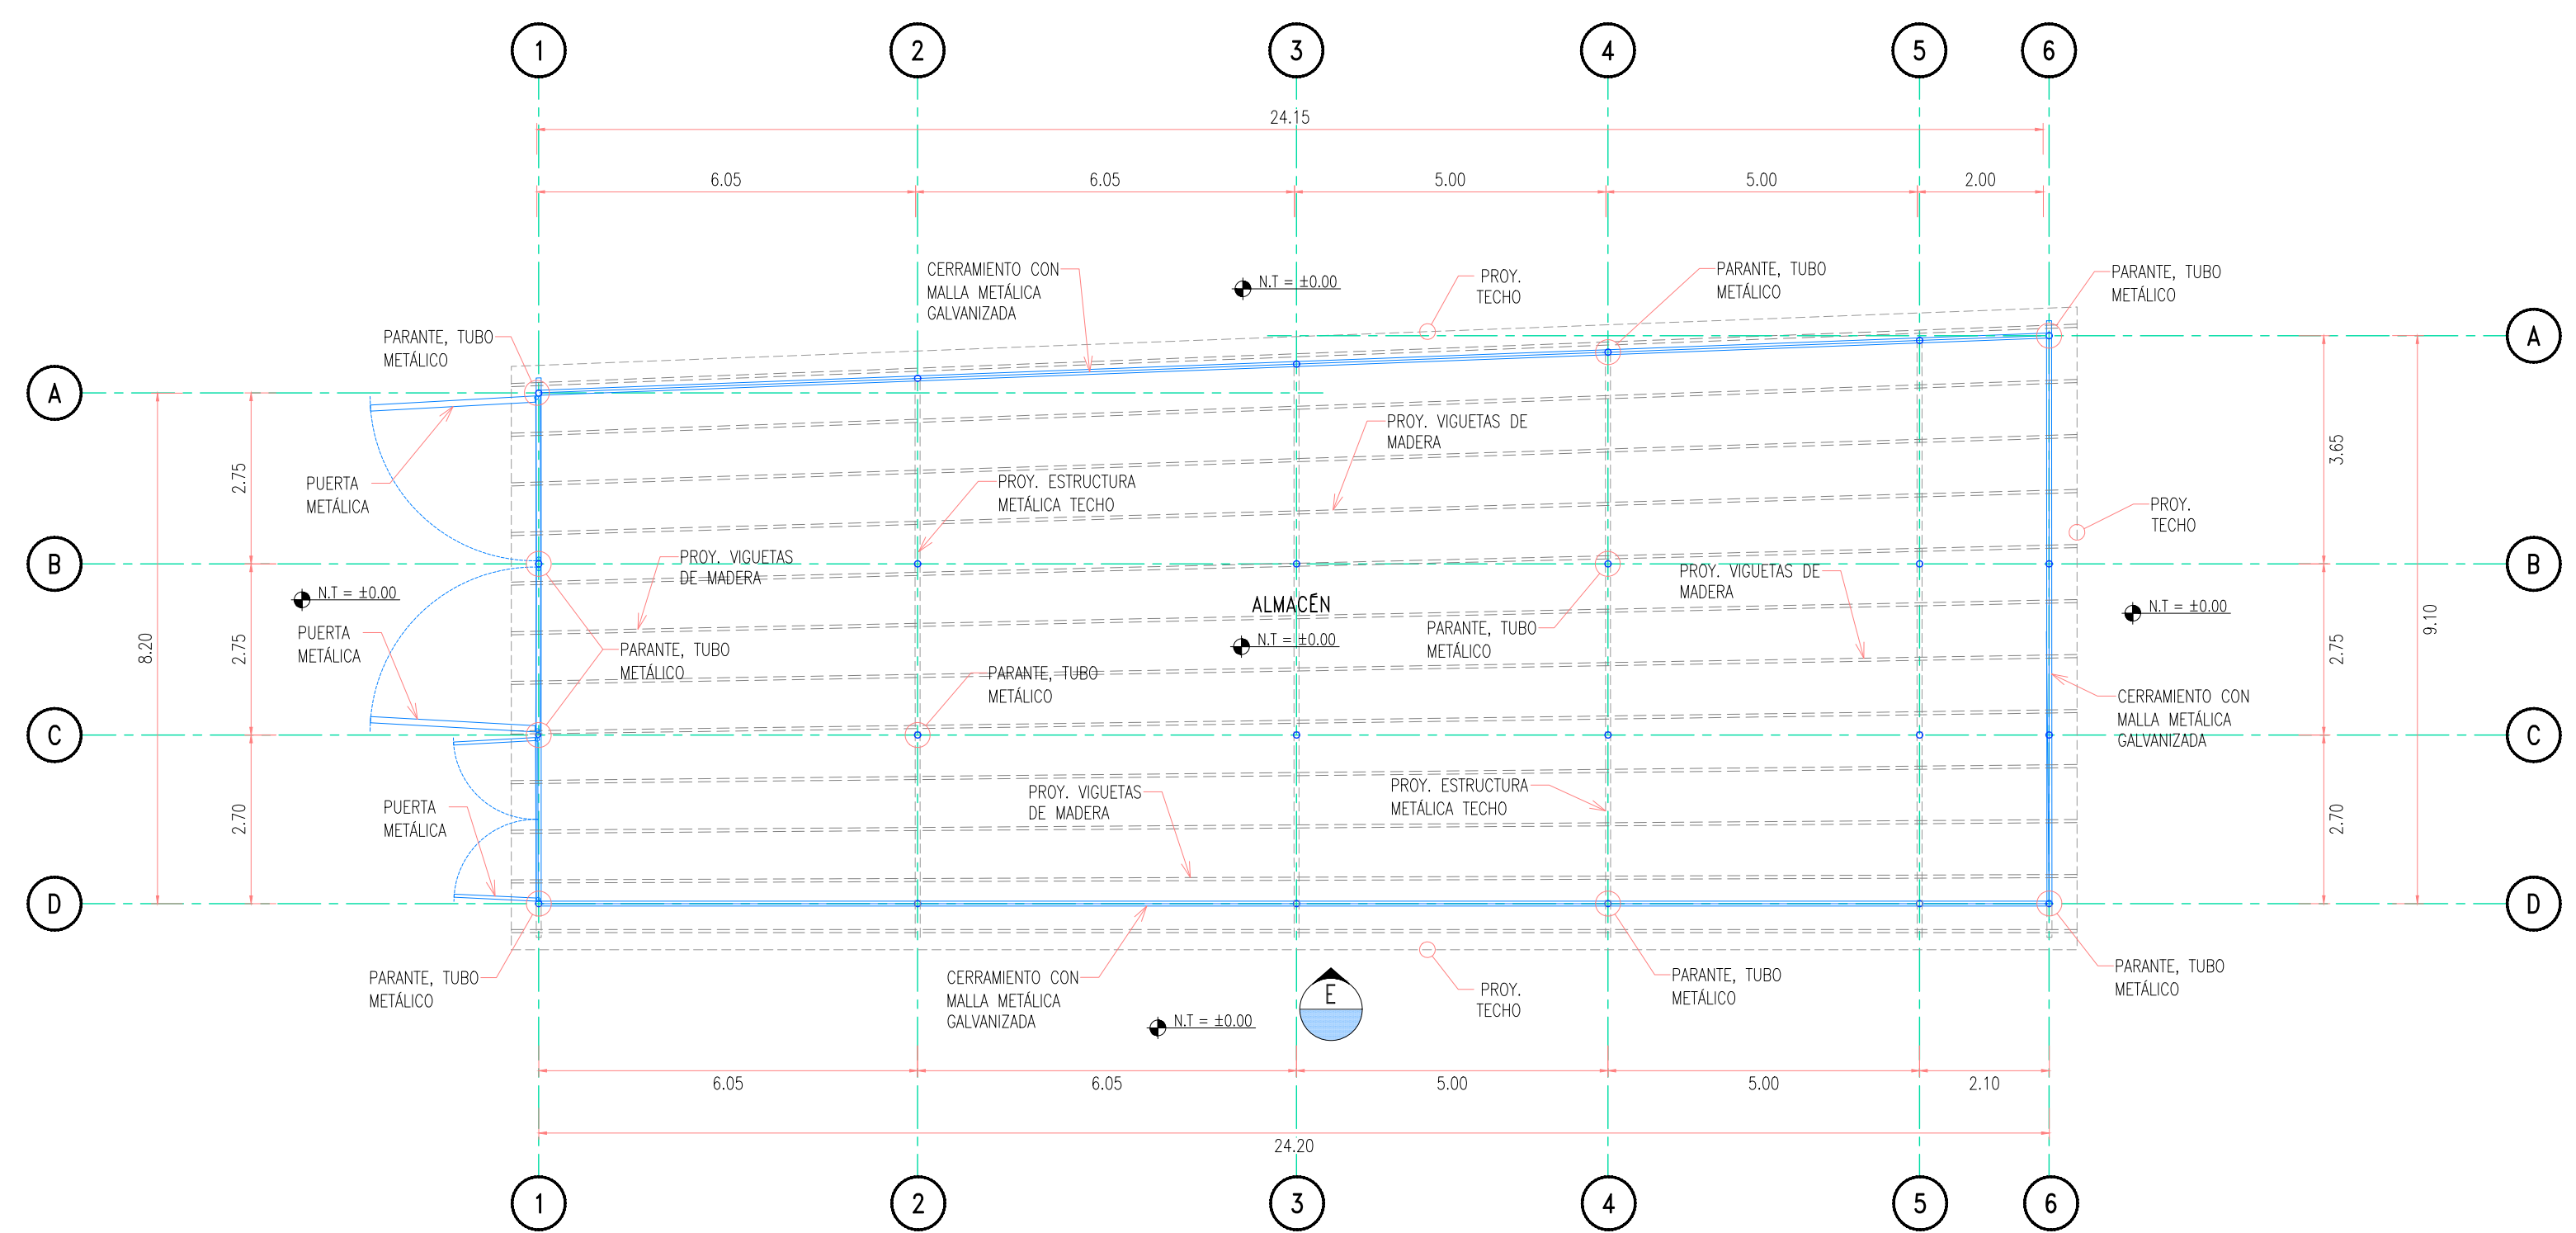 1 2 3 4 5 6
24.15
6.05 6.05 5.00 5.00 2.00
CERRAMIENTO CON
MALLA METÁLICA
GALVANIZADA
N.T = ±0.00
PROY.
TECHO
PARANTE, TUBO
METÁLICO
PARANTE, TUBO
METÁLICO
PARANTE, TUBO
METÁLICO
A
A
PROY. VIGUETAS DE
MADERA
PUERTA
METÁLICA
PROY. ESTRUCTURA
METÁLICA TECHO
2.75
3.65
PROY.
TECHO
B
B
PROY. VIGUETAS
DE MADERA
PROY. VIGUETAS DE
MADERA
N.T = ±0.00
ALMACÉN
N.T = ±0.00
N.T = ±0.00
PUERTA
METÁLICA
PARANTE, TUBO
METÁLICO
PARANTE, TUBO
METÁLICO
PARANTE, TUBO
METÁLICO
8.20
2.75
2.75
9.10
CERRAMIENTO CON
MALLA METÁLICA
GALVANIZADA
C
C
PUERTA
METÁLICA
PROY. VIGUETAS
DE MADERA
PROY. ESTRUCTURA
METÁLICA TECHO
2.70
2.70
D
D
PARANTE, TUBO
METÁLICO
CERRAMIENTO CON
MALLA METÁLICA
GALVANIZADA
E
PROY.
TECHO
PARANTE, TUBO
METÁLICO
PARANTE, TUBO
METÁLICO
N.T = ±0.00
6.05 6.05 5.00 5.00 2.10
24.20
1 2 3 4 5 6